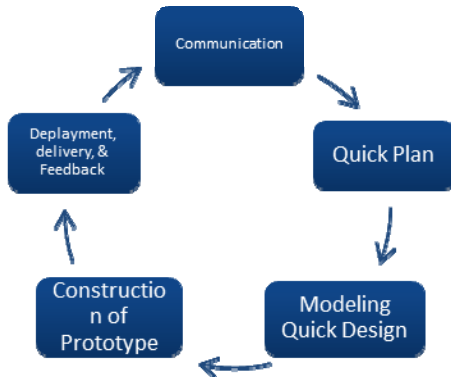 Communication
Quick Plan
Modeling
Quick Design
Constructio
n of
Prototype
Deplayment,
delivery, &
Feedback